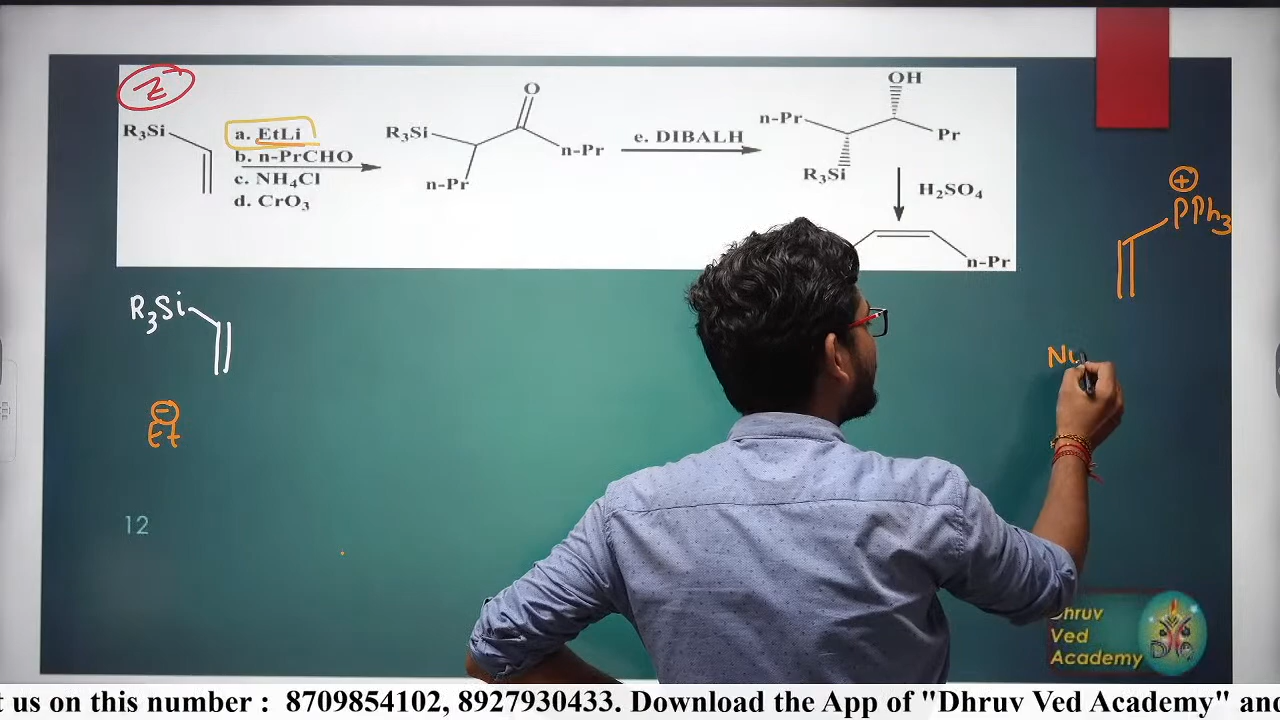 Z
R₃Si
a. EtLi
b. n-PrCHO
c. NH₄Cl
d. CrO₃
R₃Si
O
n-Pr
n-Pr
e. DIBALH
OH
n-Pr
Pr
R₃Si
H₂SO₄
n-Pr
⊕
PPh₃
R₃Si
⊖
Et
Nu
12
Dhruv
Ved
Academy
t us on this number : 8709854102, 8927930433. Download the App of "Dhruv Ved Academy" and